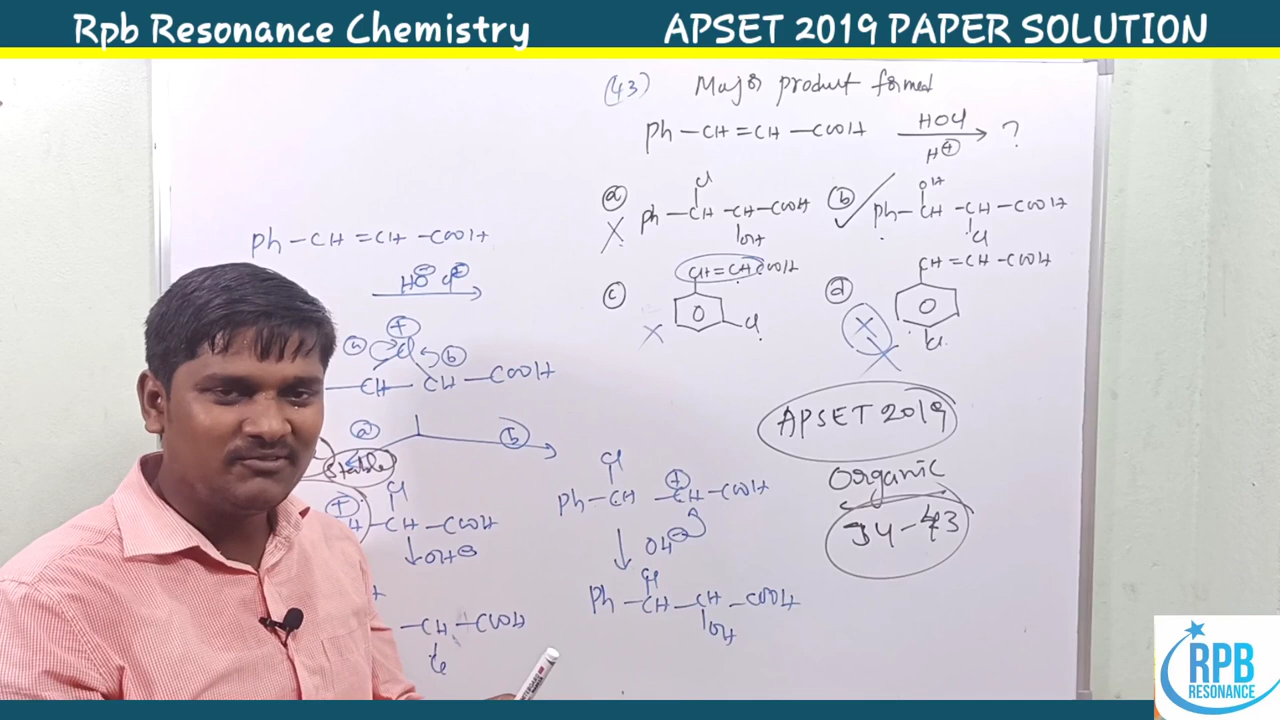 Rpb Resonance Chemistry
APSET 2019 PAPER SOLUTION
(43) Major product formed
Ph-CH=CH-COOH HOCl H⊕ ?
(a) Ph-CH-CH-COOH Cl OH X
(b) Ph-CH-CH-COOH OH Cl
(c) CH=CH COOH Cl X
(d) CH=CH-COOH Cl X
Ph-CH=CH-COOH
HO⊖ Cl⊕
(a) Cl ⊕ (b)
CH-CH-COOH
(a) (b)
Stable
⊕ Cl
CH-COOH
OH⊖
CH-COOH
Cl
Ph-CH-CH-COOH Cl ⊕
OH⊖
Ph-CH-CH-COOH Cl OH
APSET 2019
Organic
34-43
RPB
RESONANCE